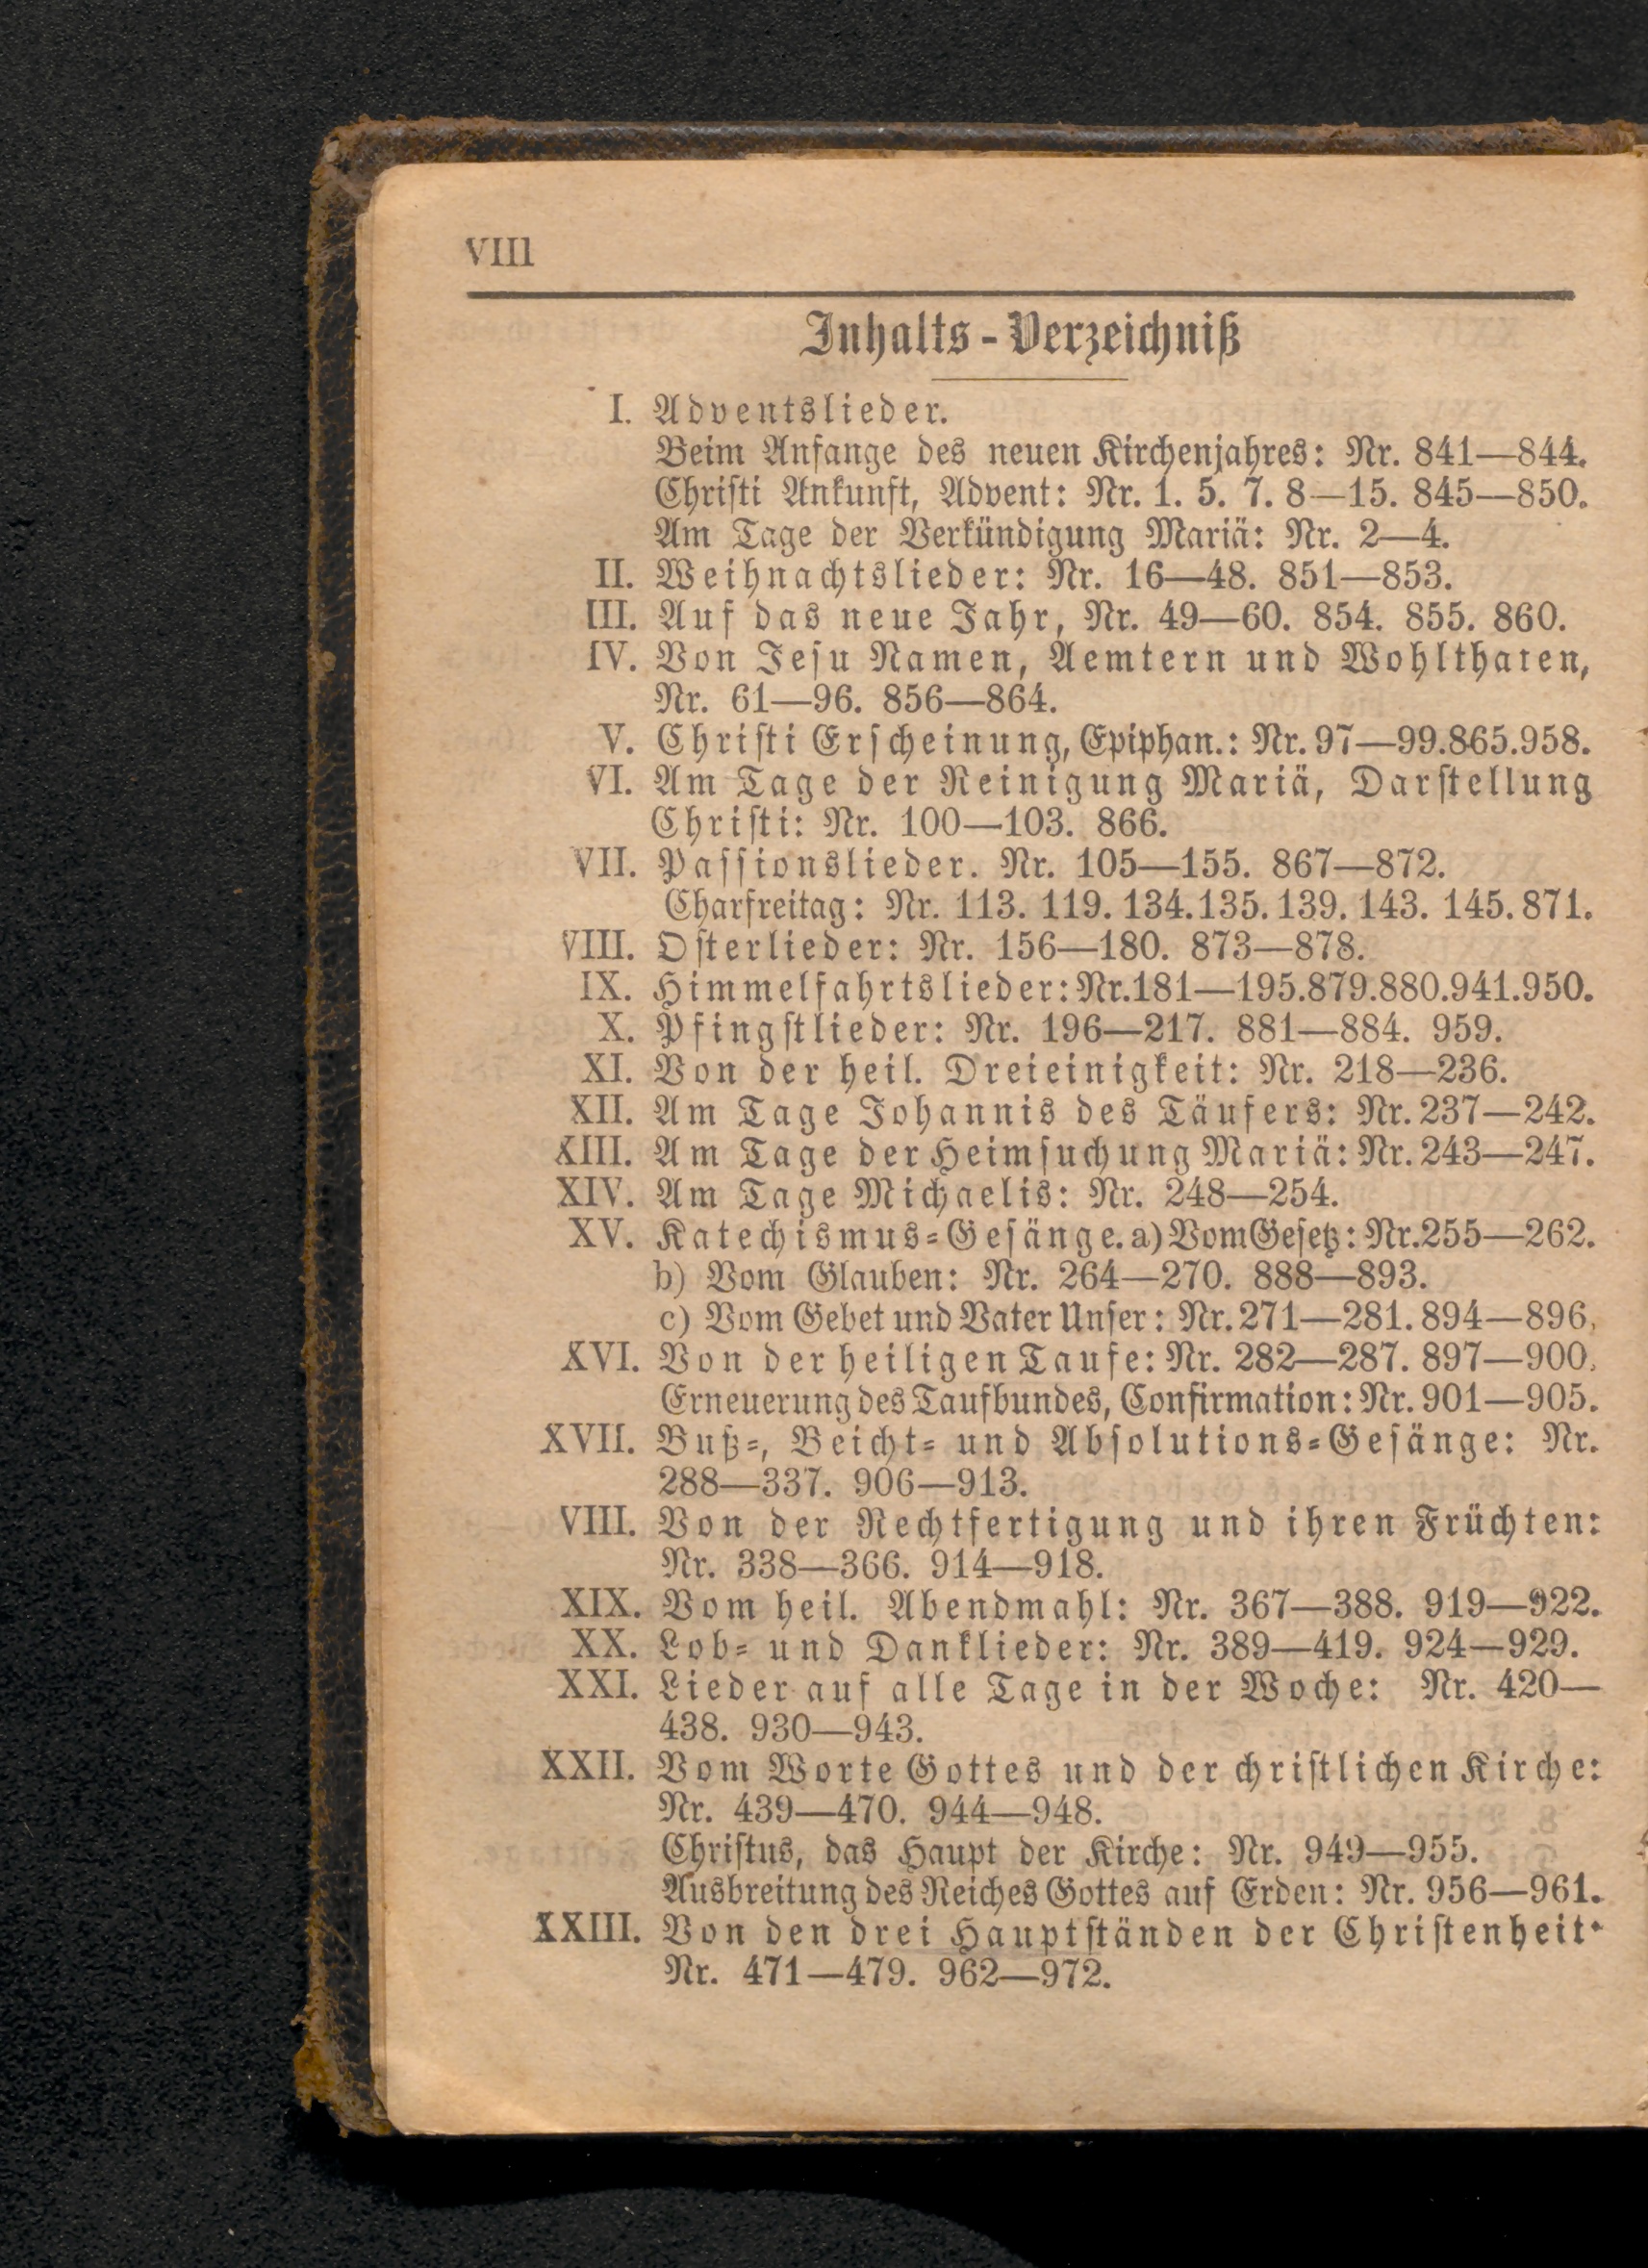 VIII
Inhalts-Verzeichniß
I. Adventslieder.
Beim Anfange des neuen Kirchenjahres: Nr. 841—844.
Christi Ankunft, Advent: Nr. 1. 5. 7. 8—15. 845—850.
Am Tage der Verkündigung Mariä: Nr. 2—4.
II. Weihnachtslieder: Nr. 16—48. 851—853.
III. Auf das neue Jahr, Nr. 49—60. 854. 855. 860.
IV. Von Jesu Namen, Aemtern und Wohlthaten,
Nr. 61—96. 856—864.
V. Christi Erscheinung, Epiphan.: Nr. 97—99. 865. 958.
VI. Am Tage der Reinigung Mariä, Darstellung
Christi: Nr. 100—103. 866.
VII. Passionslieder. Nr. 105—155. 867—872.
Charfreitag: Nr. 113. 119. 134. 135. 139. 143. 145. 871.
VIII. Osterlieder: Nr. 156—180. 873—878.
IX. Himmelfahrtslieder: Nr. 181—195. 879. 880. 941. 950.
X. Pfingstlieder: Nr. 196—217. 881—884. 959.
XI. Von der heil. Dreieinigkeit: Nr. 218—236.
XII. Am Tage Johannis des Täufers: Nr. 237—242.
XIII. Am Tage der Heimsuchung Mariä: Nr. 243—247.
XIV. Am Tage Michaelis: Nr. 248—254.
XV. Katechismus-Gesänge. a) Vom Gesetz: Nr. 255—262.
b) Vom Glauben: Nr. 264—270. 888—893.
c) Vom Gebet und Vater Unser: Nr. 271—281. 894—896.
XVI. Von der heiligen Taufe: Nr. 282—287. 897—900.
Erneuerung des Taufbundes, Confirmation: Nr. 901—905.
XVII. Buß-, Beicht- und Absolutions-Gesänge: Nr.
288—337. 906—913.
VIII. Von der Rechtfertigung und ihren Früchten:
Nr. 338—366. 914—918.
XIX. Vom heil. Abendmahl: Nr. 367—388. 919—922.
XX. Lob- und Danklieder: Nr. 389—419. 924—929.
XXI. Lieder auf alle Tage in der Woche: Nr. 420—
438. 930—943.
XXII. Vom Worte Gottes und der christlichen Kirche:
Nr. 439—470. 944—948.
Christus, das Haupt der Kirche: Nr. 949—955.
Ausbreitung des Reiches Gottes auf Erden: Nr. 956—961.
XXIII. Von den drei Hauptständen der Christenheit·
Nr. 471—479. 962—972.